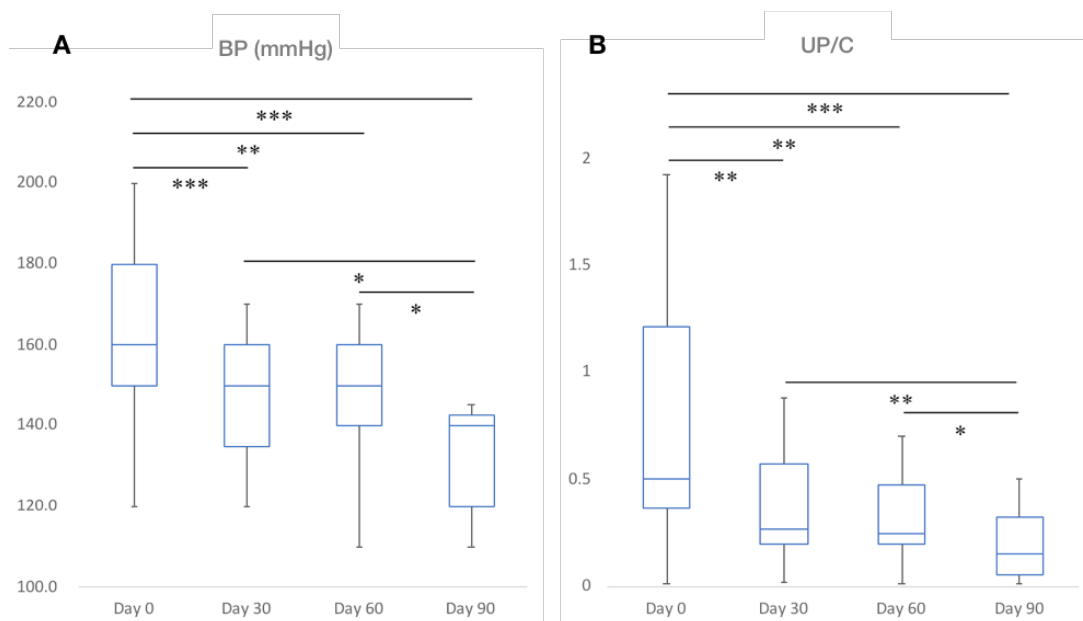 A
BP (mmHg)
220.0
200.0
180.0
160.0
140.0
120.0
100.0
***
**
***
*
*
Day 0
Day 30
Day 60
Day 90
B
UP/C
2
1.5
1
0.5
0
***
**
**
**
*
Day 0
Day 30
Day 60
Day 90